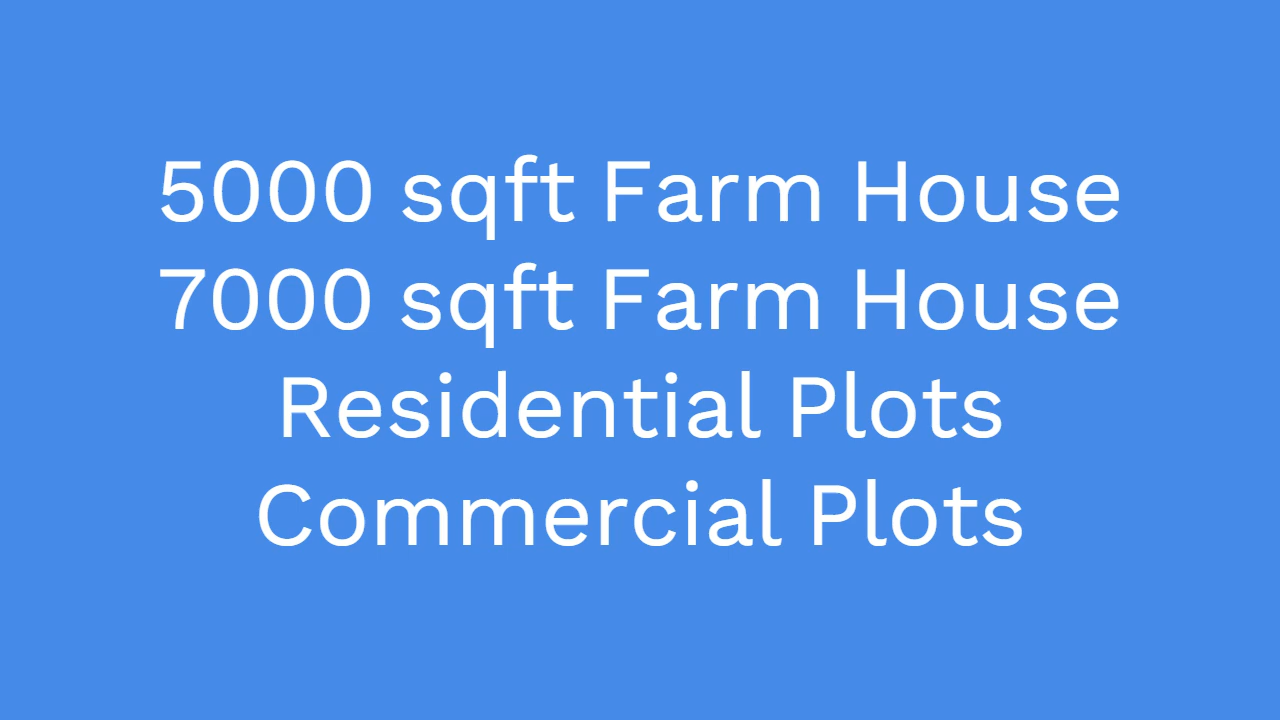 5000 sqft Farm House
7000 sqft Farm House
Residential Plots
Commercial Plots